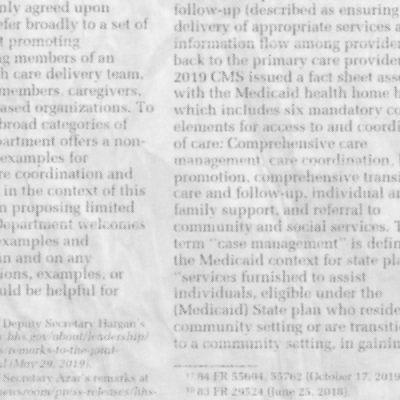 nly agreed upon
efer broadly to a set of
t promoting
ng members of an
h care delivery team,
members, caregivers,
ased organizations. To
broad categories of
partment offers a non-
examples for
re coordination and
in the context of this
n proposing limited
Department welcomes
examples and
in and on any
ions, examples, or
uld be helpful for
Deputy Secretary Hargan's
hhs.gov/about/leadership/
s/remarks-to-the-joint-
l (May 29, 2019).
Secretary Azar's remarks at
newsroom/press-releases/hhs-
follow-up (described as ensuring
delivery of appropriate services a
information flow among provider
back to the primary care provider
2019 CMS issued a fact sheet asso
with the Medicaid health home b
which includes six mandatory co
elements for access to and coordi
of care: Comprehensive care
management, care coordination,
promotion, comprehensive transi
care and follow-up, individual an
family support, and referral to
community and social services. T
term "case management" is defin
the Medicaid context for state pla
"services furnished to assist
individuals, eligible under the
(Medicaid) State plan who reside
community setting or are transitio
to a community setting, in gainin
84 FR 55694, 55762 (October 17, 2019
83 FR 29524 (June 25, 2018).